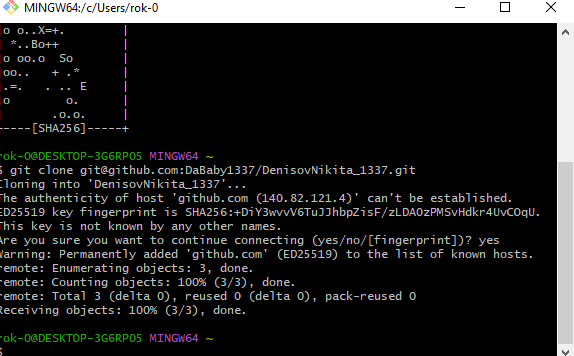 MINGW64:/c/Users/rok-0
o o..X=+. |
*..Bo++ |
o oo.o So |
oo.. + .* |
.=. . .. E |
o o. |
.o.o. |
-----[SHA256]-----+
rok-0@DESKTOP-3G6RPO5 MINGW64 ~
$ git clone git@github.com:DaBaby1337/DenisovNikita_1337.git
Cloning into 'DenisovNikita_1337'...
The authenticity of host 'github.com (140.82.121.4)' can't be established.
ED25519 key fingerprint is SHA256:+DiY3wvvV6TuJJhbpZisF/zLDA0zPMSvHdkr4UvCOqU.
This key is not known by any other names.
Are you sure you want to continue connecting (yes/no/[fingerprint])? yes
Warning: Permanently added 'github.com' (ED25519) to the list of known hosts.
remote: Enumerating objects: 3, done.
remote: Counting objects: 100% (3/3), done.
remote: Total 3 (delta 0), reused 0 (delta 0), pack-reused 0
Receiving objects: 100% (3/3), done.
rok-0@DESKTOP-3G6RPO5 MINGW64 ~
$